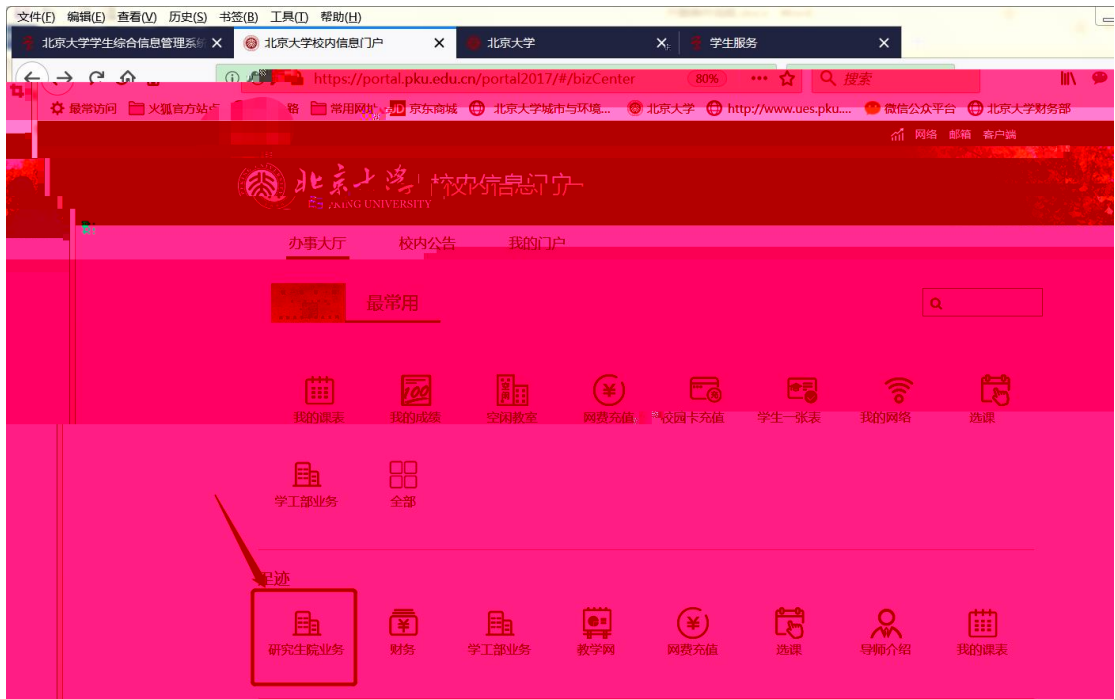 文件(F) 编辑(E) 查看(V) 历史(S) 书签(B) 工具(T) 帮助(H)
北京大学学生综合信息管理系统 北京大学校内信息门户 北京大学 学生服务
https://portal.pku.edu.cn/portal2017/#/bizCenter 80% 搜索
最常访问 火狐官方站点 常用网址 JD 京东商城 北京大学城市与环境... 北京大学 http://www.ues.pku.... 微信公众平台 北京大学财务部
网络 邮箱 客户端
北京大学 校内信息门户
PEKING UNIVERSITY
办事大厅 校内公告 我的门户
最常用
100
我的课表 我的成绩 空闲教室 网费充值 校园卡充值 学生一张表 我的网络 选课
学工部业务 全部
足迹
研究生院业务 财务 学工部业务 教学网 网费充值 选课 导师介绍 我的课表